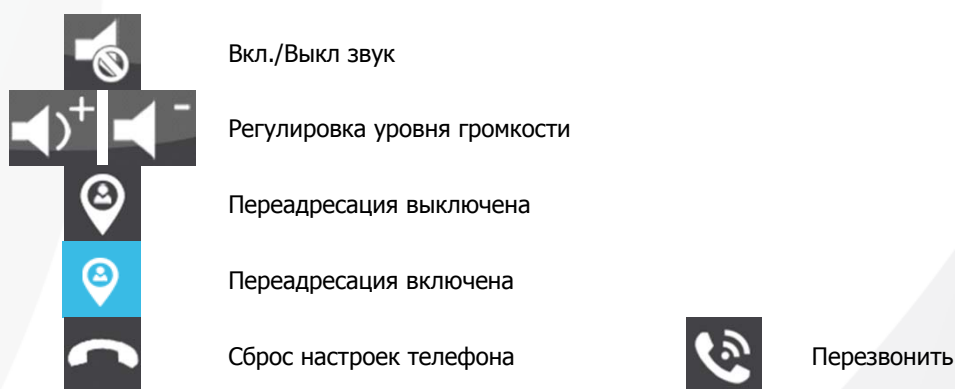 Вкл./Выкл звук
Регулировка уровня громкости
Переадресация выключена
Переадресация включена
Сброс настроек телефона
Перезвонить